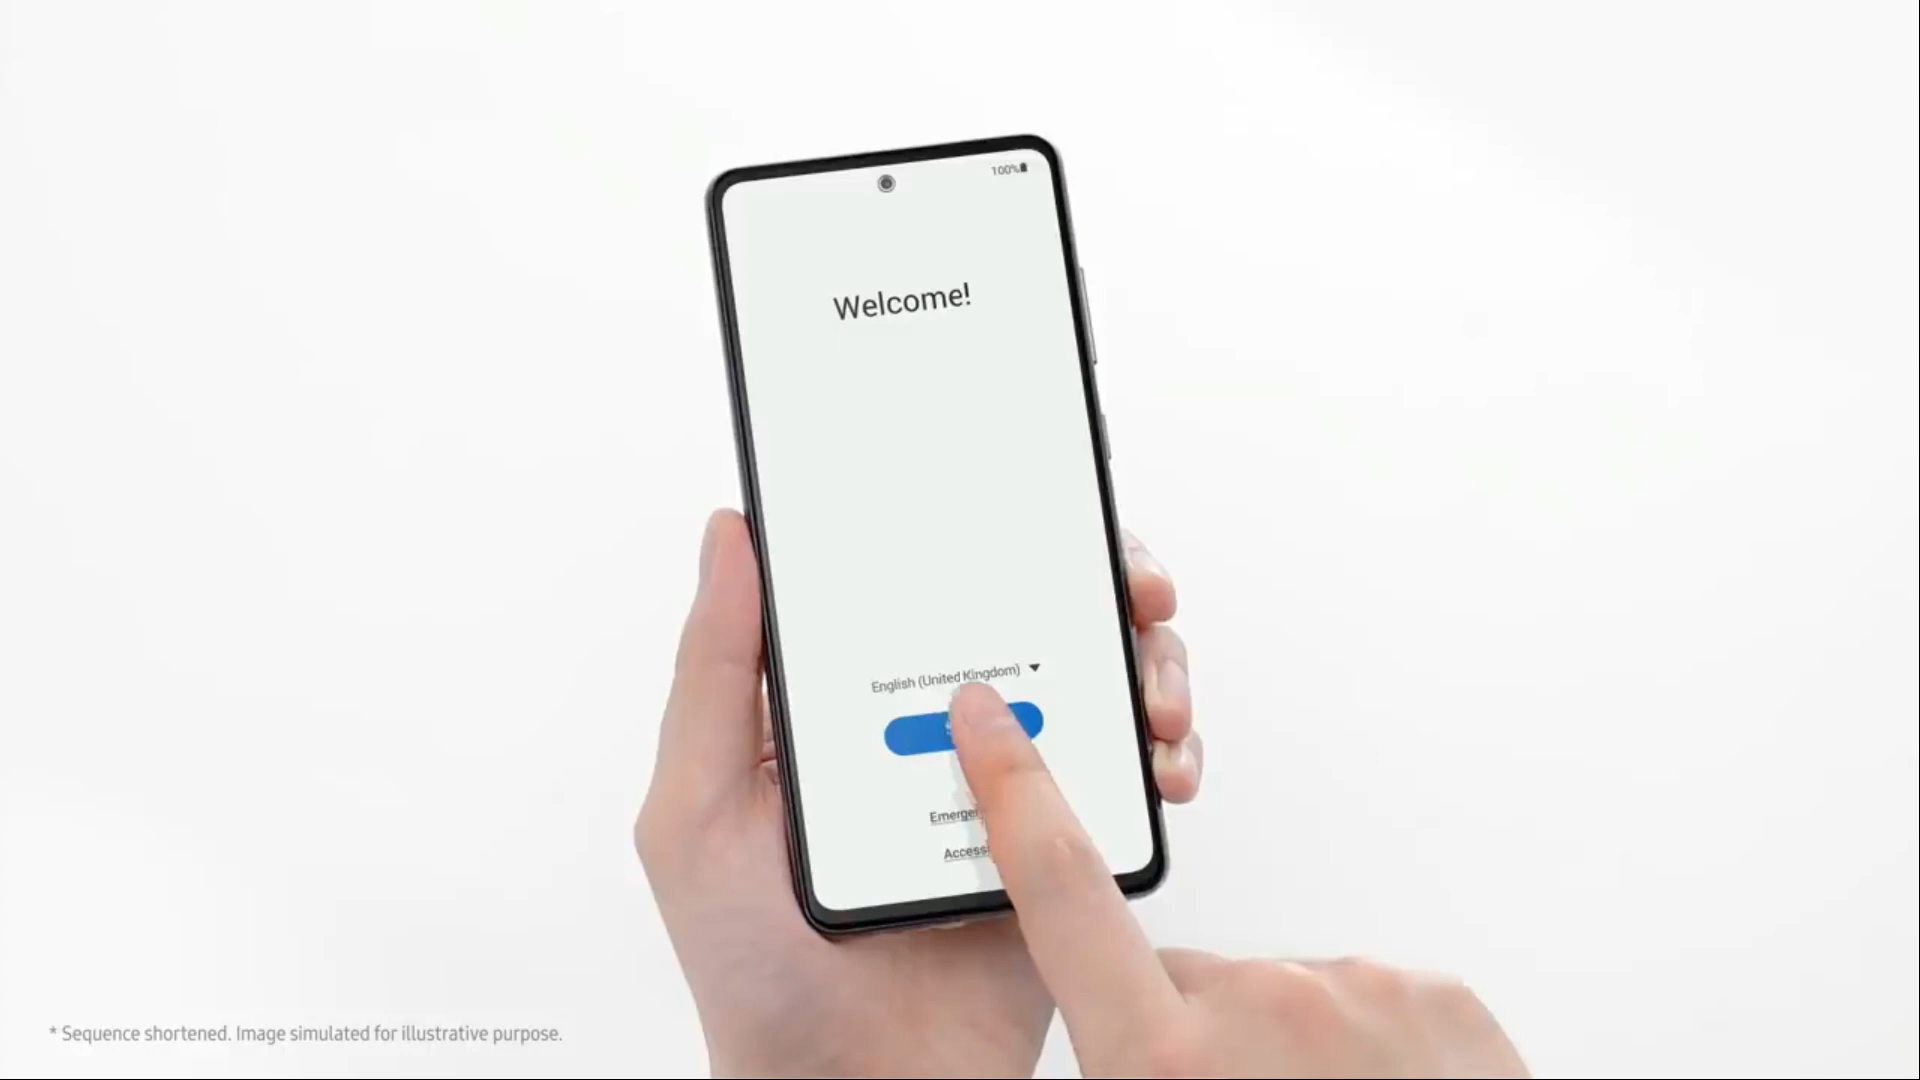 100%
Welcome!
English (United Kingdom)
* Sequence shortened. Image simulated for illustrative purpose.